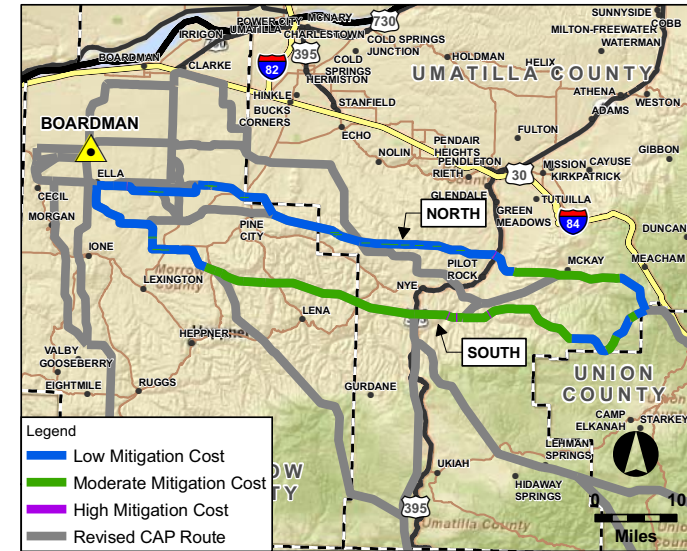 SUNNYSIDE
COBB
MCNARY
POWER CITY
UMATILLA
730
IRRIGON
CHARLESTOWN
COLD SPRINGS
JUNCTION
MILTON-FREEWATER
WATERMAN
BOARDMAN
CLARKE
82
395
COLD
SPRINGS
HOLDMAN
HELIX
UMATILLA COUNTY
HERMISTON
HINKLE
BUCKS
CORNERS
STANFIELD
ATHENA
WESTON
ADAMS
BOARDMAN
ECHO
FULTON
PENDAIR
HEIGHTS
GIBBON
NOLIN
PENDLETON
RIETH
30
MISSION
CAYUSE
KIRKPATRICK
ELLA
CECIL
GLENDALE
TUTUILLA
NORTH
GREEN
MEADOWS
84
MORGAN
PINE
CITY
DUNCAN
IONE
PILOT
ROCK
MCKAY
MEACHAM
LEXINGTON
Morrow
County
NYE
LENA
395
HEPPNER
SOUTH
VALBY
GOOSEBERRY
EIGHTMILE
RUGGS
GURDANE
UNION
COUNTY
CAMP
ELKANAH
STARKEY
LEHMAN
SPRINGS
UKIAH
HIDAWAY
SPRINGS
395
Umatilla County
Legend
Low Mitigation Cost
Moderate Mitigation Cost
High Mitigation Cost
Revised CAP Route
0 10
Miles